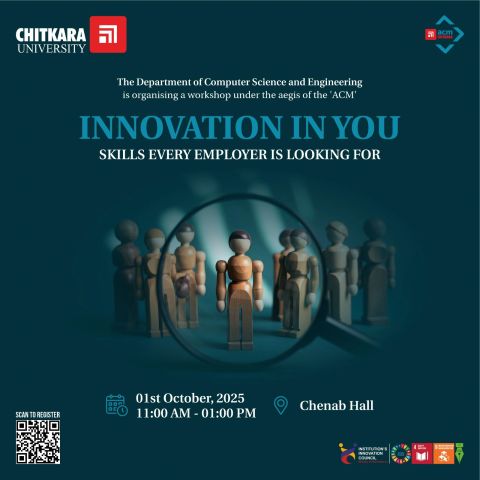 CHITKARA
UNIVERSITY
acm
The Department of Computer Science and Engineering
is organising a workshop under the aegis of the 'ACM'
INNOVATION IN YOU
SKILLS EVERY EMPLOYER IS LOOKING FOR
01st October, 2025
11:00 AM - 01:00 PM
Chenab Hall
SCAN TO REGISTER
INSTITUTION'S
INNOVATION
COUNCIL
4